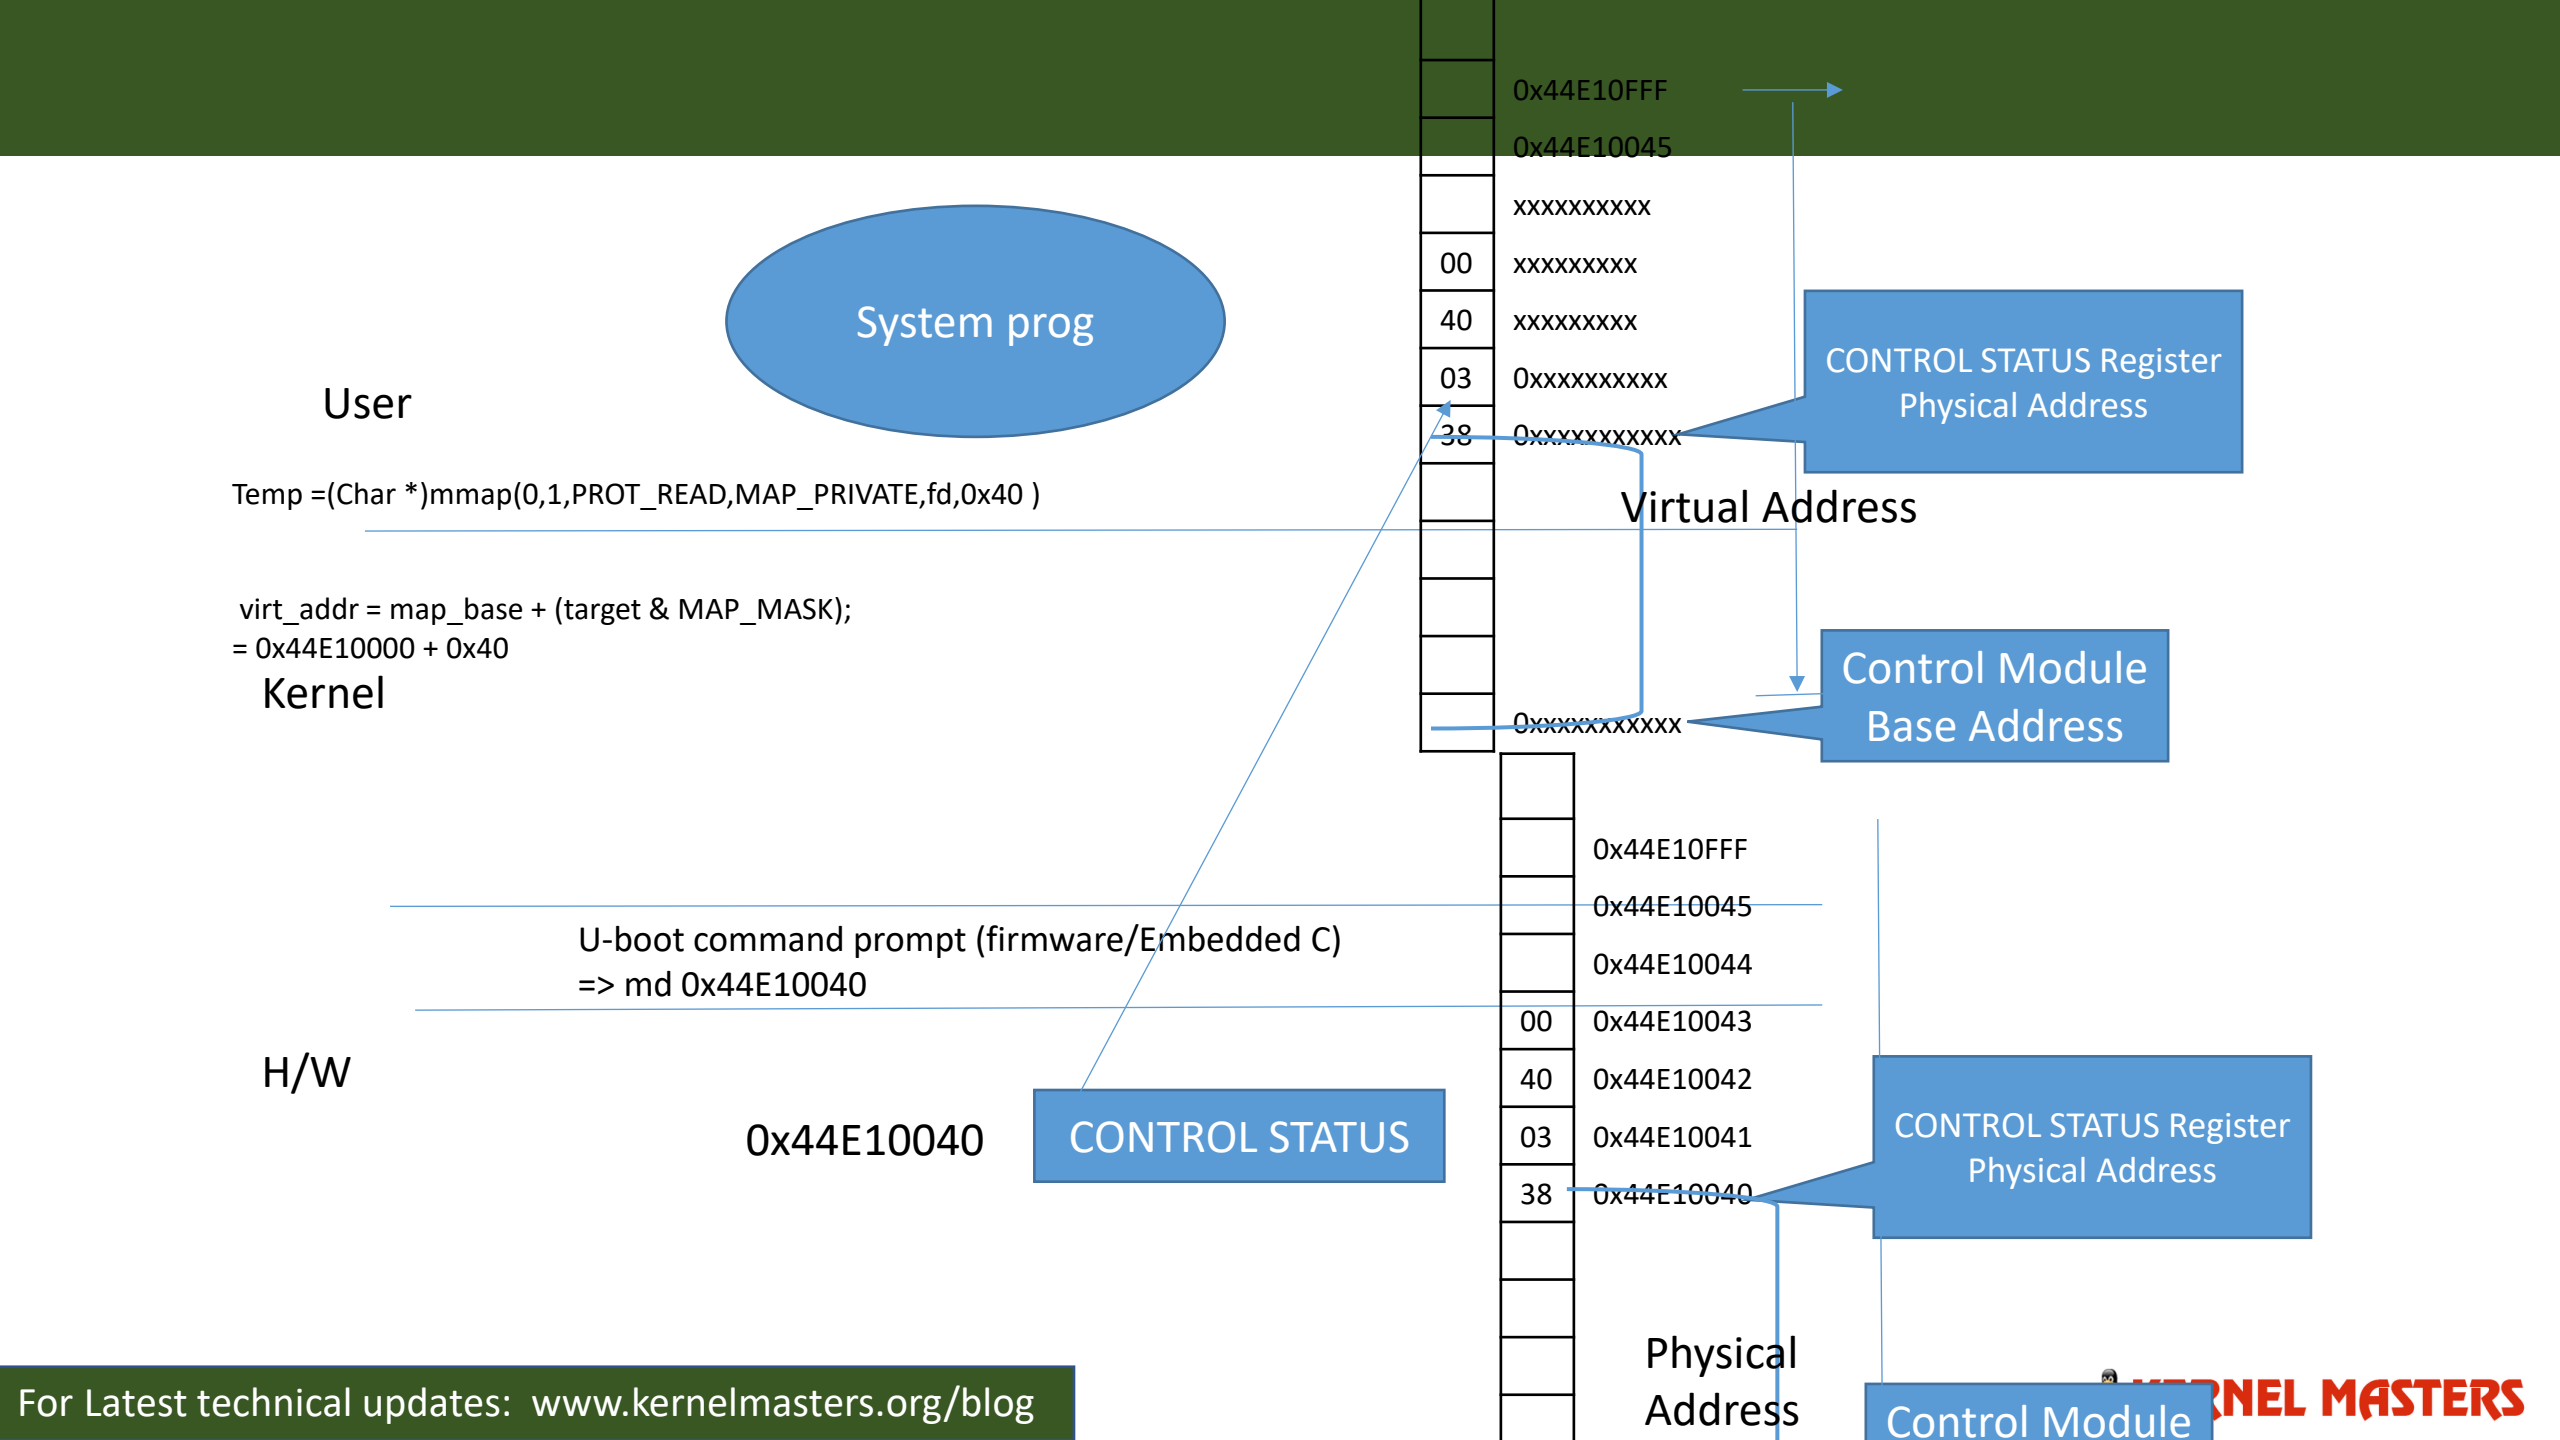 0x44E10FFF
0x44E10045
xxxxxxxxxx
00 xxxxxxxxx
40 xxxxxxxxx
03 0xxxxxxxxxx
38 0xxxxxxxxxxx
CONTROL STATUS Register
Physical Address
System prog
User
Temp =(Char *)mmap(0,1,PROT_READ,MAP_PRIVATE,fd,0x40 )
Virtual Address
virt_addr = map_base + (target & MAP_MASK);
= 0x44E10000 + 0x40
Kernel
0xxxxxxxxxxx
Control Module
Base Address
0x44E10FFF
0x44E10045
0x44E10044
U-boot command prompt (firmware/Embedded C)
=> md 0x44E10040
00 0x44E10043
40 0x44E10042
03 0x44E10041
38 0x44E10040
H/W
0x44E10040
CONTROL STATUS
CONTROL STATUS Register
Physical Address
Physical
Address
Control Module
For Latest technical updates: www.kernelmasters.org/blog
MASTERS